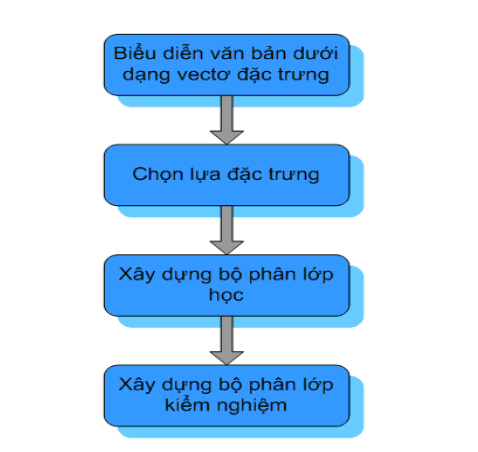 Biểu diễn văn bản dưới
dạng vectơ đặc trưng
Chọn lựa đặc trưng
Xây dựng bộ phân lớp
học
Xây dựng bộ phân lớp
kiểm nghiệm